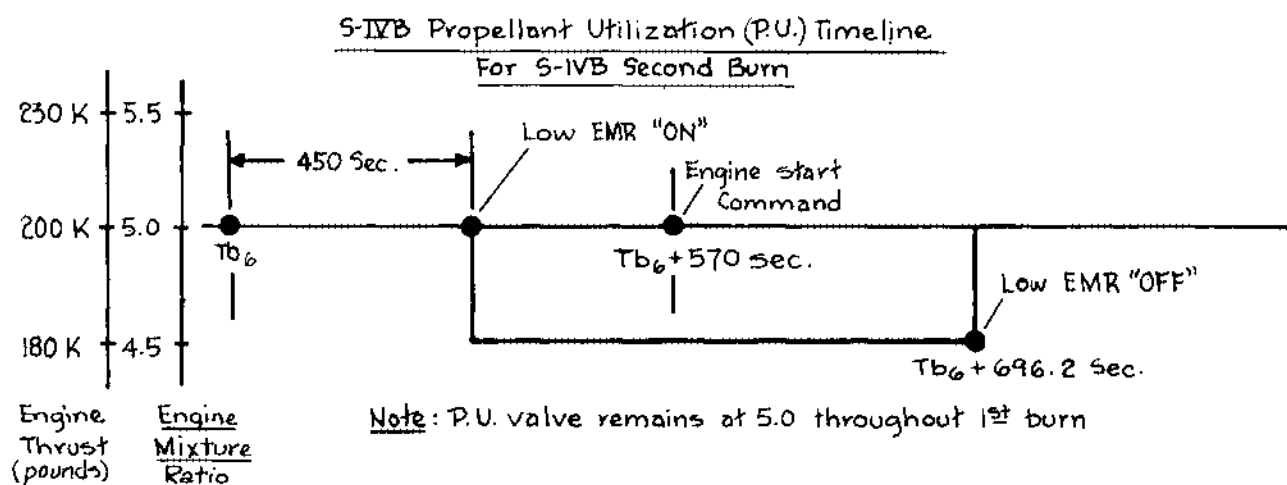 S-IVB Propellant Utilization (P.U.) Timeline
For S-IVB Second Burn
230 K
5.5
Low EMR "ON"
450 Sec.
Engine start
Command
200 K
5.0
Tb6
Tb6 + 570 sec.
Low EMR "OFF"
180 K
4.5
Tb6 + 696.2 Sec.
Engine
Thrust
(pounds)
Engine
Mixture
Ratio
Note: P.U. valve remains at 5.0 throughout 1st burn